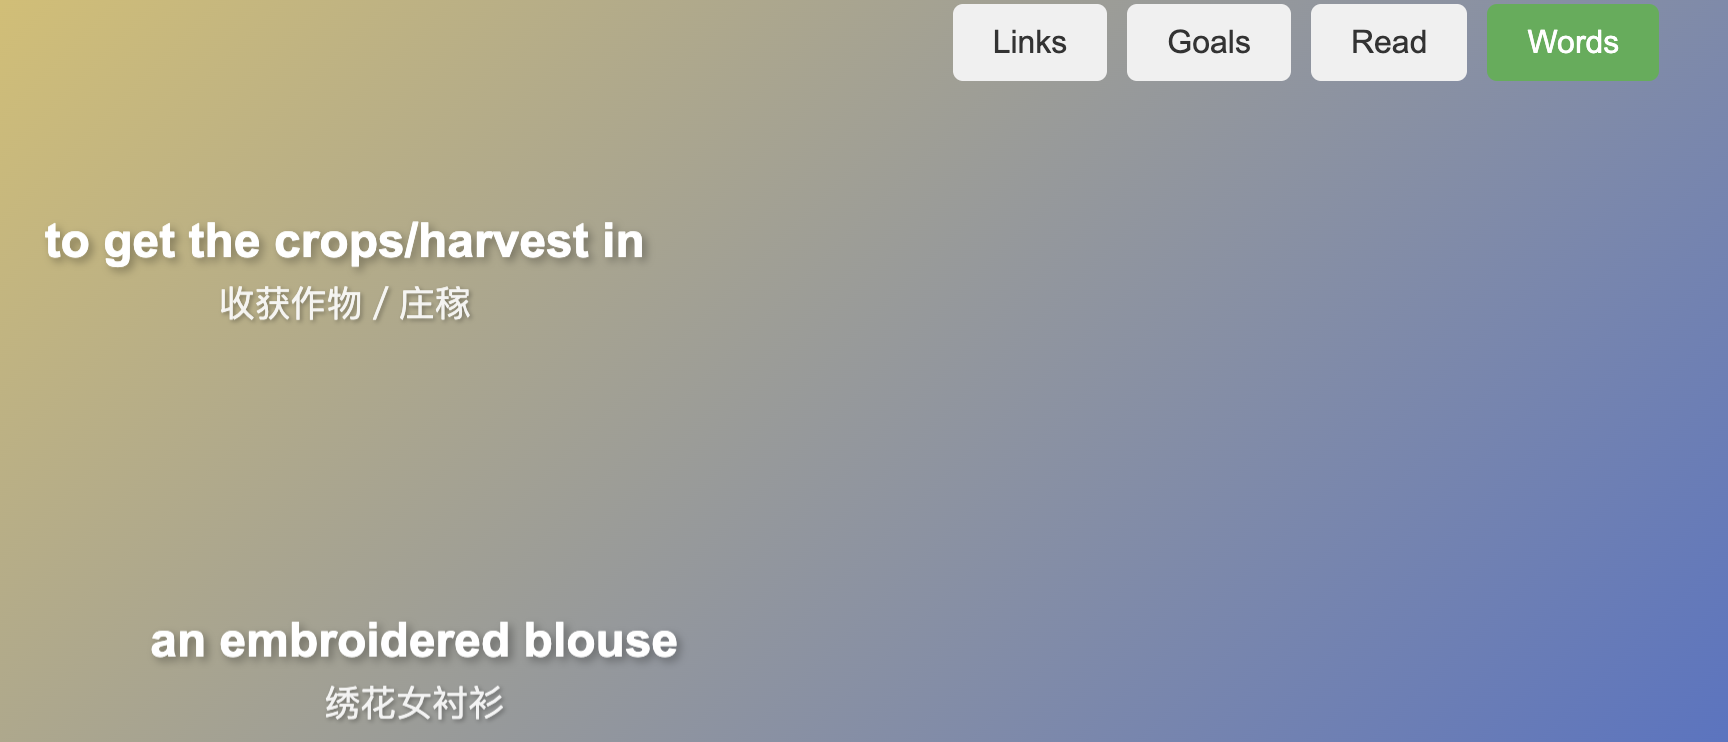 Links
Goals
Read
Words
to get the crops/harvest in
收获作物 / 庄稼
an embroidered blouse
绣花女衬衫